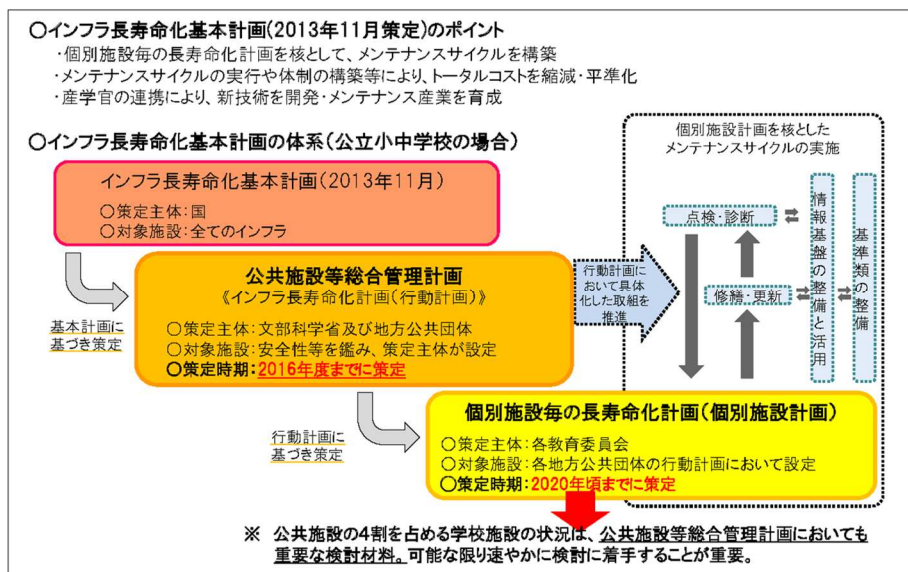 ○インフラ長寿命化基本計画(2013年11月策定)のポイント
・個別施設毎の長寿命化計画を核として、メンテナンスサイクルを構築
・メンテナンスサイクルの実行や体制の構築等により、トータルコストを縮減・平準化
・産学官の連携により、新技術を開発・メンテナンス産業を育成
○インフラ長寿命化基本計画の体系(公立小中学校の場合)
インフラ長寿命化基本計画(2013年11月)
○策定主体:国
○対象施設:全てのインフラ
基本計画に
基づき策定
公共施設等総合管理計画
《インフラ長寿命化計画(行動計画)》
○策定主体:文部科学省及び地方公共団体
○対象施設:安全性等を鑑み、策定主体が設定
○策定時期:2016年度までに策定
行動計画に
おいて具体
化した取組を
推進
個別施設計画を核とした
メンテナンスサイクルの実施
点検・診断
修繕・更新
情報基盤の整備と活用
基準類の整備
行動計画に
基づき策定
個別施設毎の長寿命化計画(個別施設計画)
○策定主体:各教育委員会
○対象施設:各地方公共団体の行動計画において設定
○策定時期:2020年頃までに策定
※ 公共施設の4割を占める学校施設の状況は、公共施設等総合管理計画においても
重要な検討材料。可能な限り速やかに検討に着手することが重要。